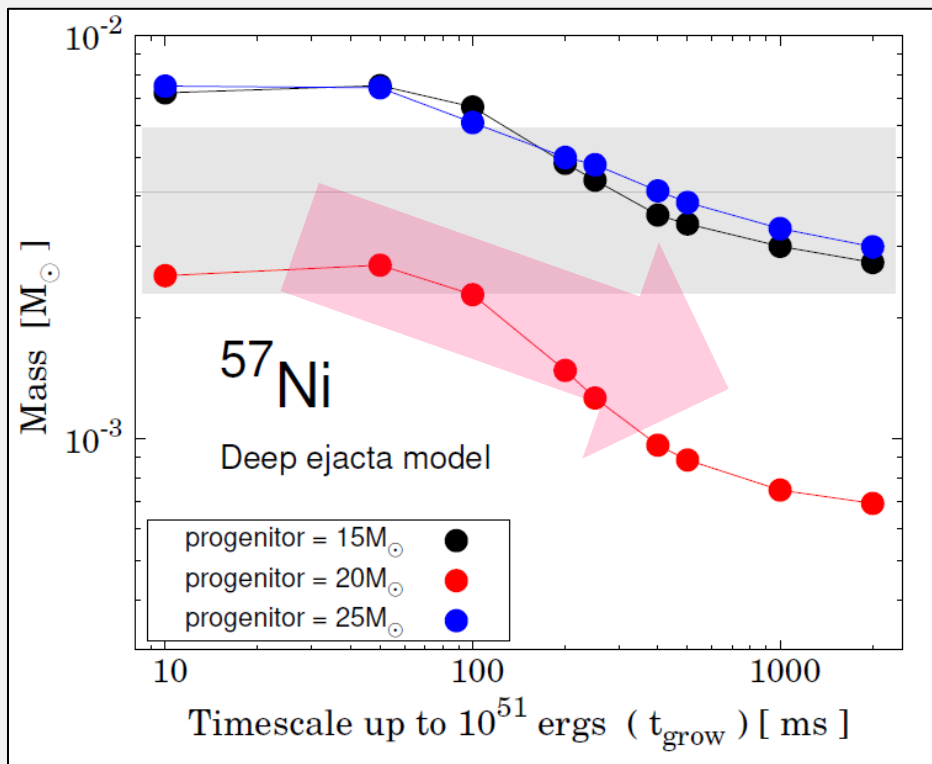 10^-2
10^-3
Mass [M☉]
57Ni
Deep ejacta model
progenitor = 15M☉
progenitor = 20M☉
progenitor = 25M☉
10 100 1000
Timescale up to 10^51 ergs ( t_grow ) [ ms ]